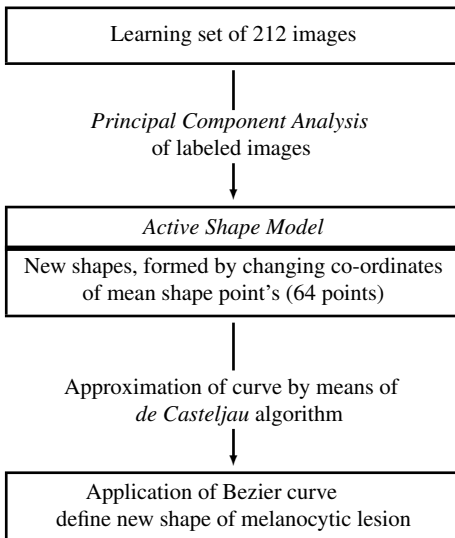 Learning set of 212 images
Principal Component Analysis
of labeled images
Active Shape Model
New shapes, formed by changing co-ordinates
of mean shape point's (64 points)
Approximation of curve by means of
de Casteljau algorithm
Application of Bezier curve
define new shape of melanocytic lesion